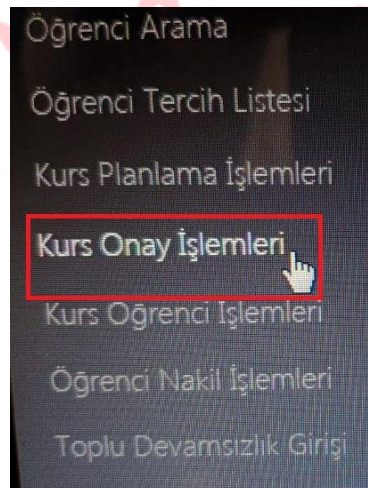 Öğrenci Arama
Öğrenci Tercih Listesi
Kurs Planlama İşlemleri
Kurs Onay İşlemleri
Kurs Öğrenci İşlemleri
Öğrenci Nakil İşlemleri
Toplu Devamsızlık Girişi